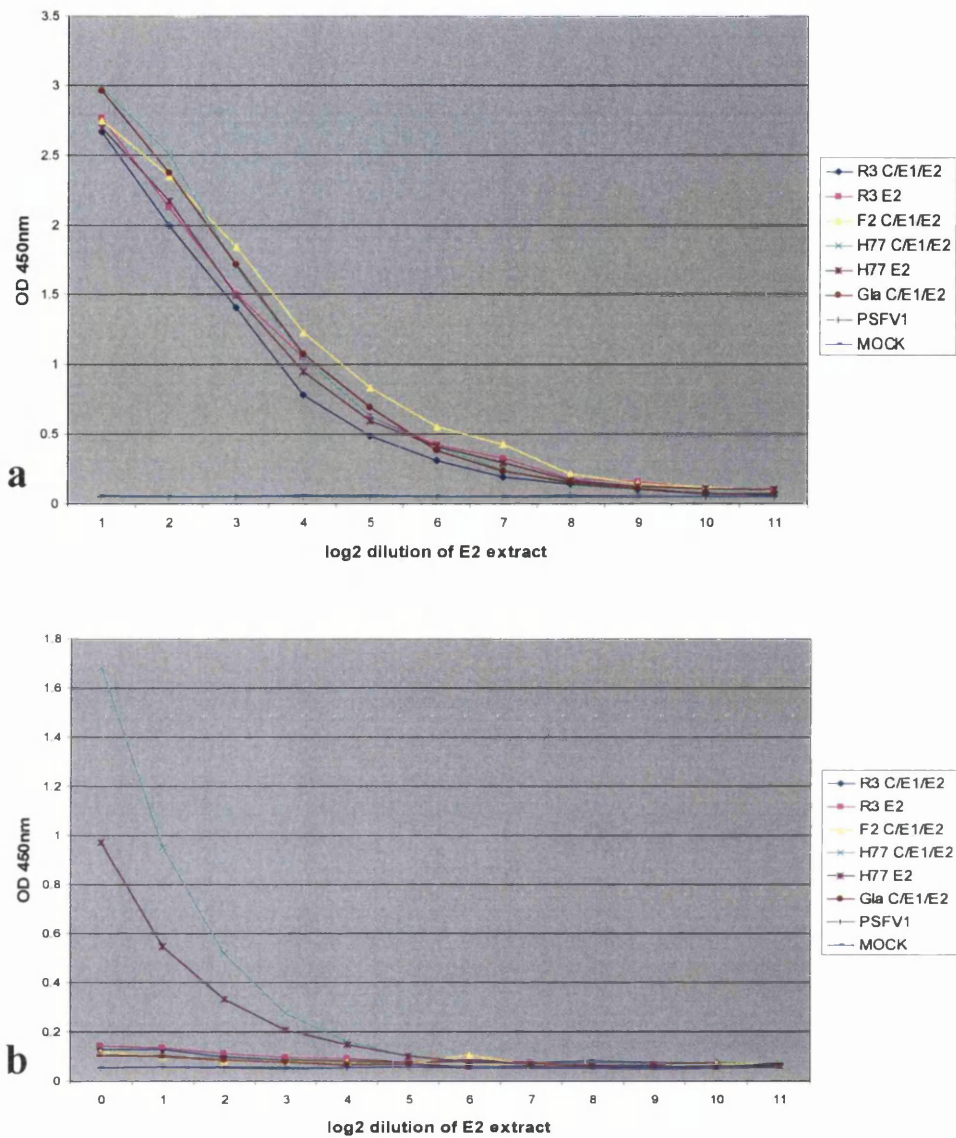 3.5
3
2.5
2
1.5
1
0.5
0
OD 450nm
1 2 3 4 5 6 7 8 9 10 11
log2 dilution of E2 extract
R3 C/E1/E2
R3 E2
F2 C/E1/E2
H77 C/E1/E2
H77 E2
Gla C/E1/E2
PSFV1
MOCK
a
1.8
1.6
1.4
1.2
1
0.8
0.6
0.4
0.2
0
OD 450nm
0 1 2 3 4 5 6 7 8 9 10 11
log2 dilution of E2 extract
R3 C/E1/E2
R3 E2
F2 C/E1/E2
H77 C/E1/E2
H77 E2
Gla C/E1/E2
PSFV1
MOCK
b